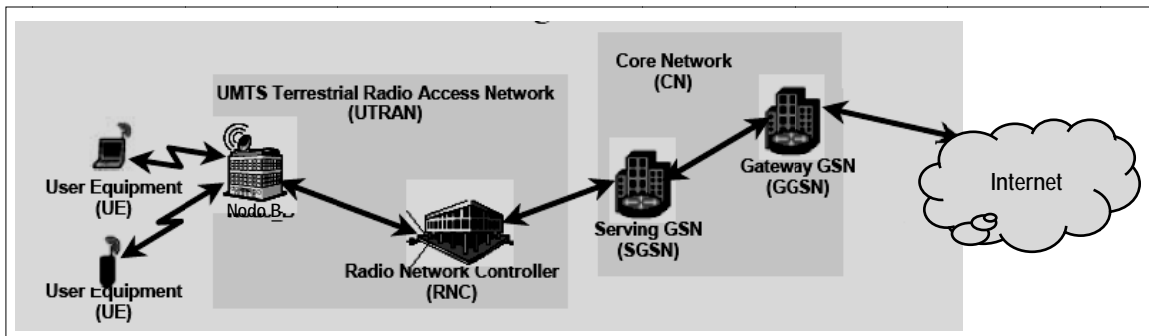 UMTS Terrestrial Radio Access Network
(UTRAN)
Core Network
(CN)
User Equipment
(UE)
Node B
User Equipment
(UE)
Radio Network Controller
(RNC)
Serving GSN
(SGSN)
Gateway GSN
(GGSN)
Internet